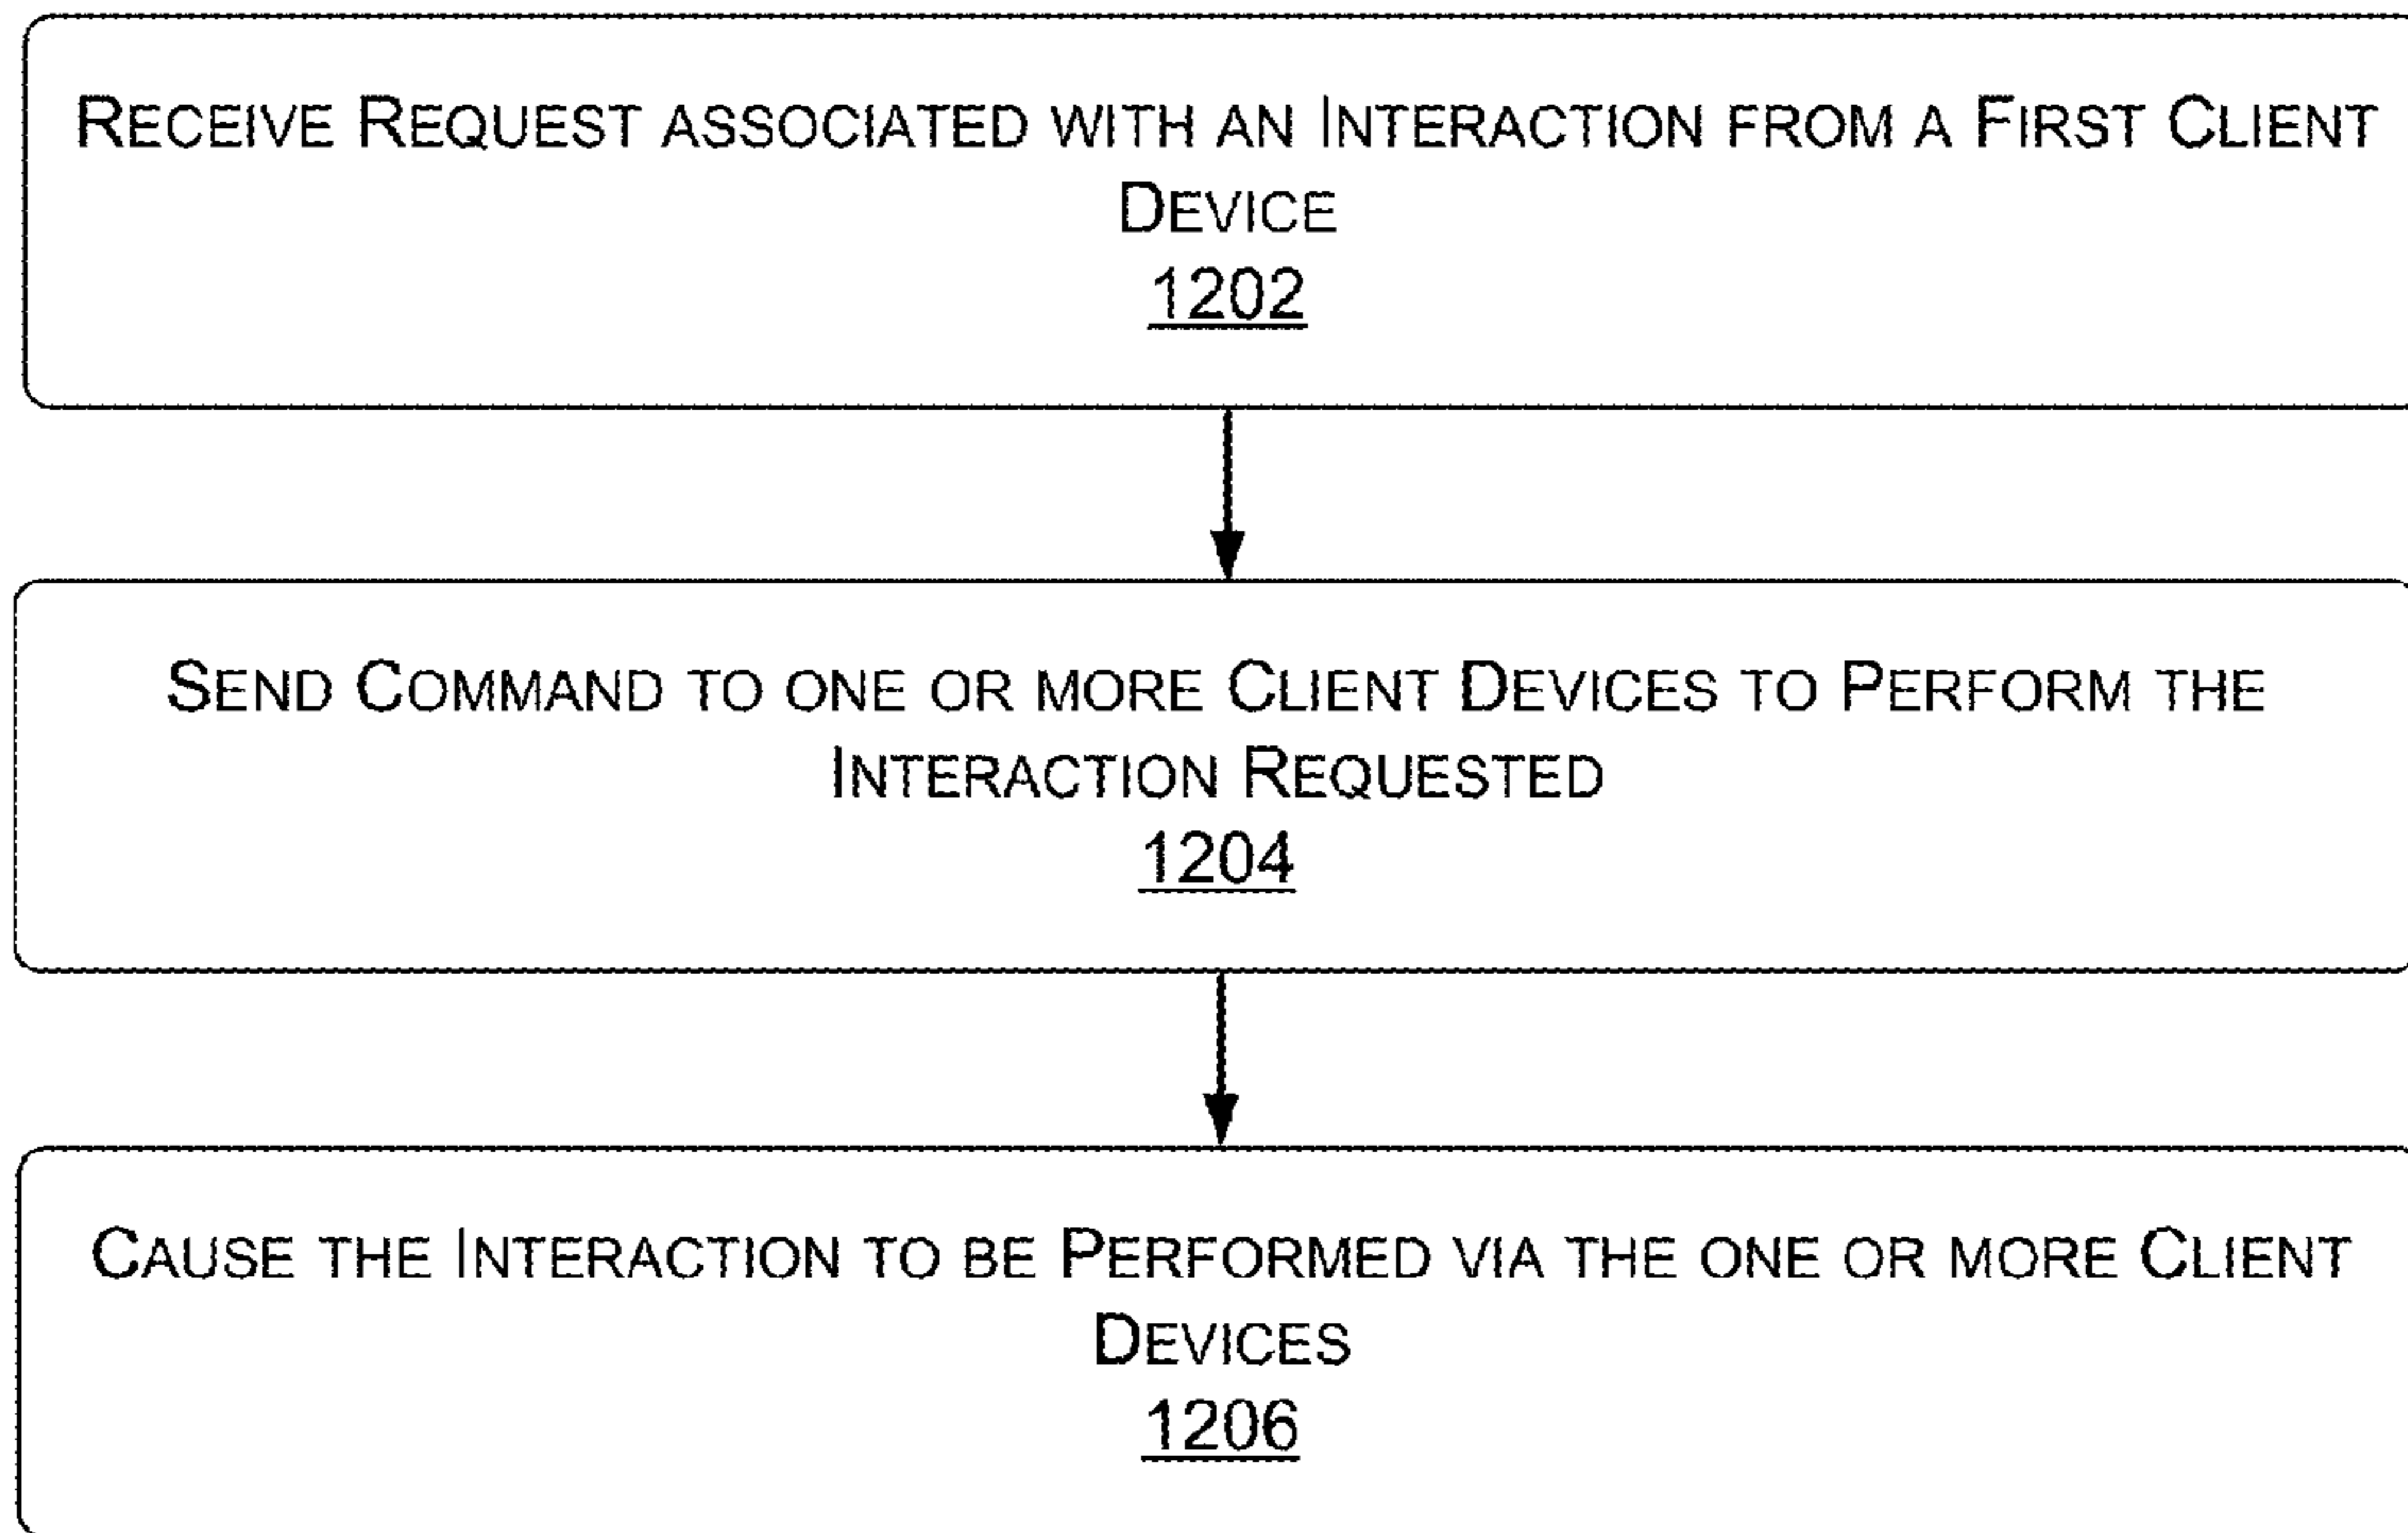 RECEIVE REQUEST ASSOCIATED WITH AN INTERACTION FROM A FIRST CLIENT
DEVICE
1202
SEND COMMAND TO ONE OR MORE CLIENT DEVICES TO PERFORM THE
INTERACTION REQUESTED
1204
CAUSE THE INTERACTION TO BE PERFORMED VIA THE ONE OR MORE CLIENT
DEVICES
1206